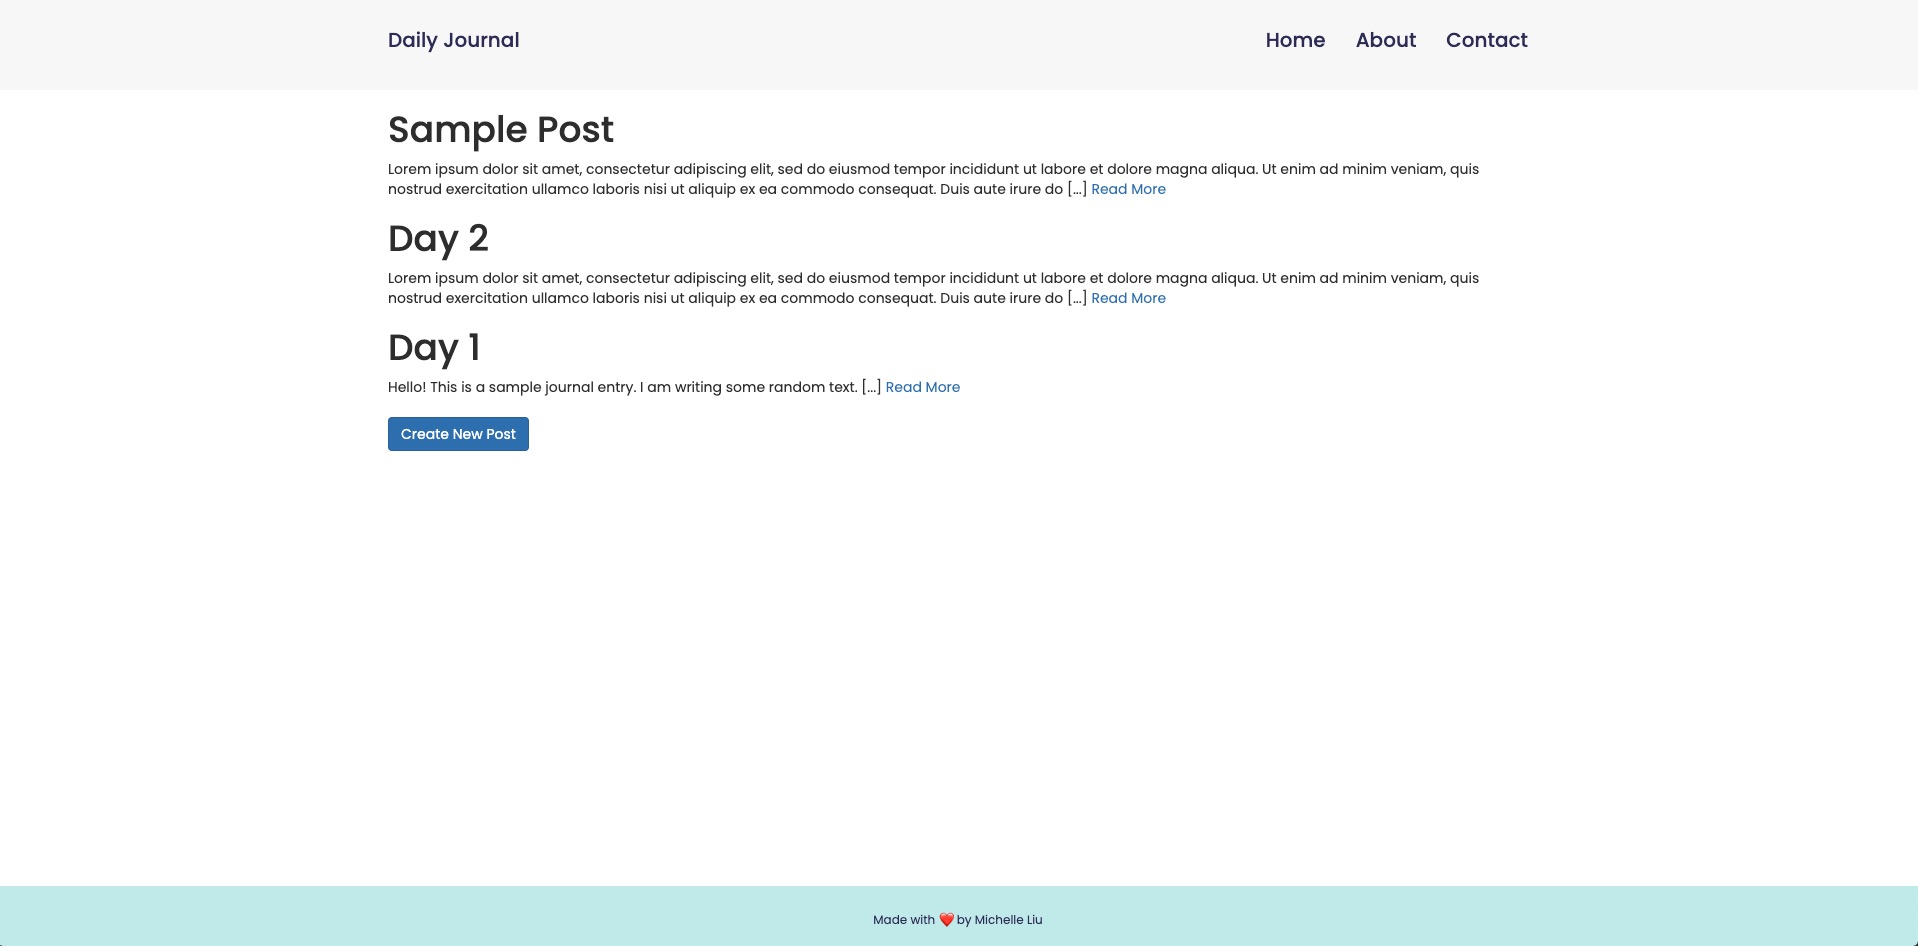 Daily Journal
Home About Contact
Sample Post
Lorem ipsum dolor sit amet, consectetur adipiscing elit, sed do eiusmod tempor incididunt ut labore et dolore magna aliqua. Ut enim ad minim veniam, quis
nostrud exercitation ullamco laboris nisi ut aliquip ex ea commodo consequat. Duis aute irure do [...] Read More
Day 2
Lorem ipsum dolor sit amet, consectetur adipiscing elit, sed do eiusmod tempor incididunt ut labore et dolore magna aliqua. Ut enim ad minim veniam, quis
nostrud exercitation ullamco laboris nisi ut aliquip ex ea commodo consequat. Duis aute irure do [...] Read More
Day 1
Hello! This is a sample journal entry. I am writing some random text. [...] Read More
Create New Post
Made with ❤️ by Michelle Liu